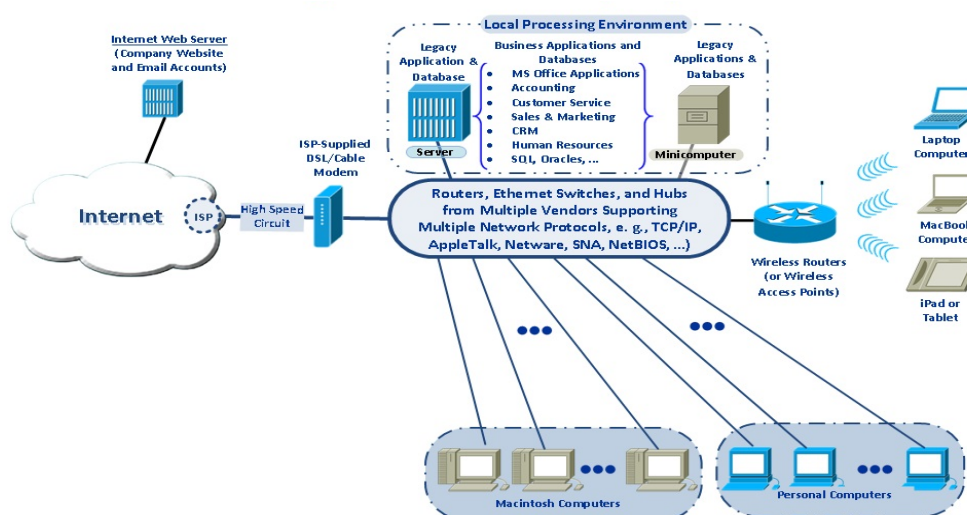 Local Processing Environment
Internet Web Server
(Company Website
and Email Accounts)
Legacy
Application &
Database
Business Applications and
Databases
• MS Office Applications
• Accounting
• Customer Service
• Sales & Marketing
• CRM
• Human Resources
• SQL, Oracles, ...
Legacy
Applications &
Databases
Server
Minicomputer
ISP-Supplied
DSL/Cable
Modem
Internet
ISP
High Speed
Circuit
Routers, Ethernet Switches, and Hubs
from Multiple Vendors Supporting
Multiple Network Protocols, e. g., TCP/IP,
AppleTalk, Netware, SNA, NetBIOS, ...)
Wireless Routers
(or Wireless
Access Points)
Laptop
Computer
MacBook
Compute
iPad or
Tablet
Macintosh Computers
Personal Computers